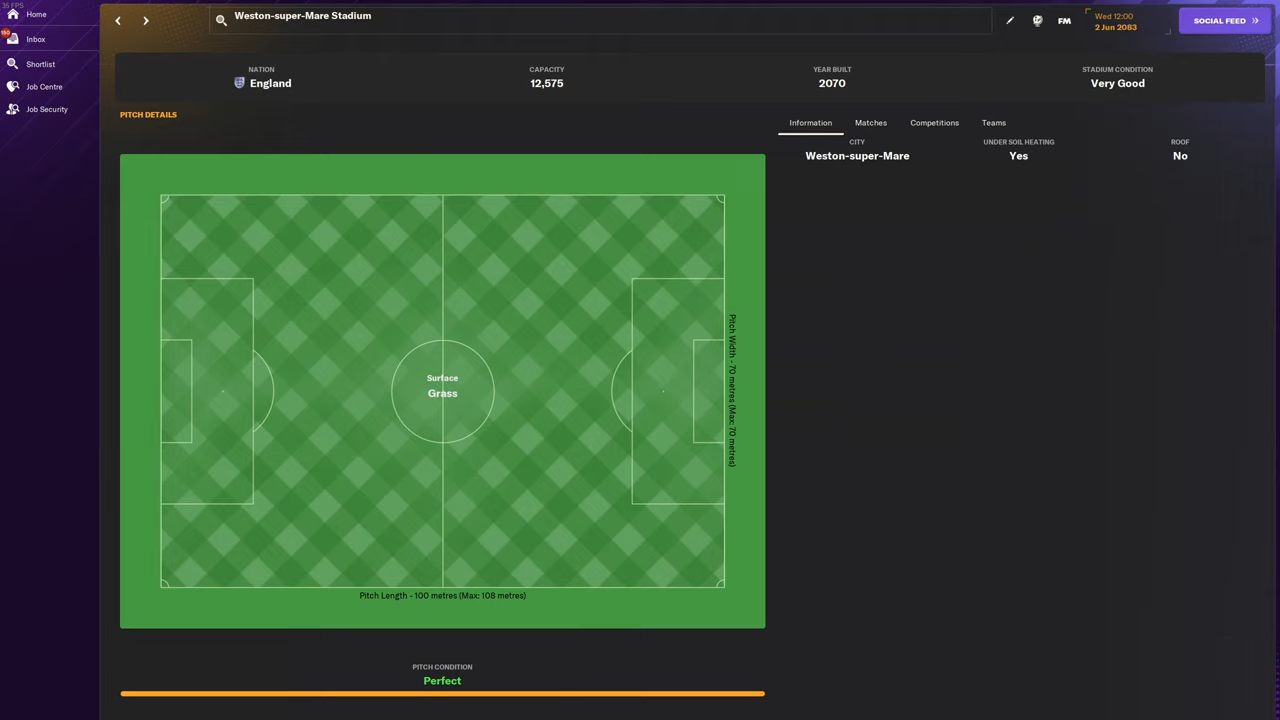 35 FPS
Home
150
Inbox
Shortlist
Job Centre
Job Security
Weston-super-Mare Stadium
FM
Wed 12:00
2 Jun 2083
SOCIAL FEED
NATION
England
CAPACITY
12,575
YEAR BUILT
2070
STADIUM CONDITION
Very Good
PITCH DETAILS
Surface
Grass
Pitch Width - 70 metres (Max: 70 metres)
Pitch Length - 100 metres (Max: 108 metres)
PITCH CONDITION
Perfect
Information
Matches
Competitions
Teams
CITY
Weston-super-Mare
UNDER SOIL HEATING
Yes
ROOF
No